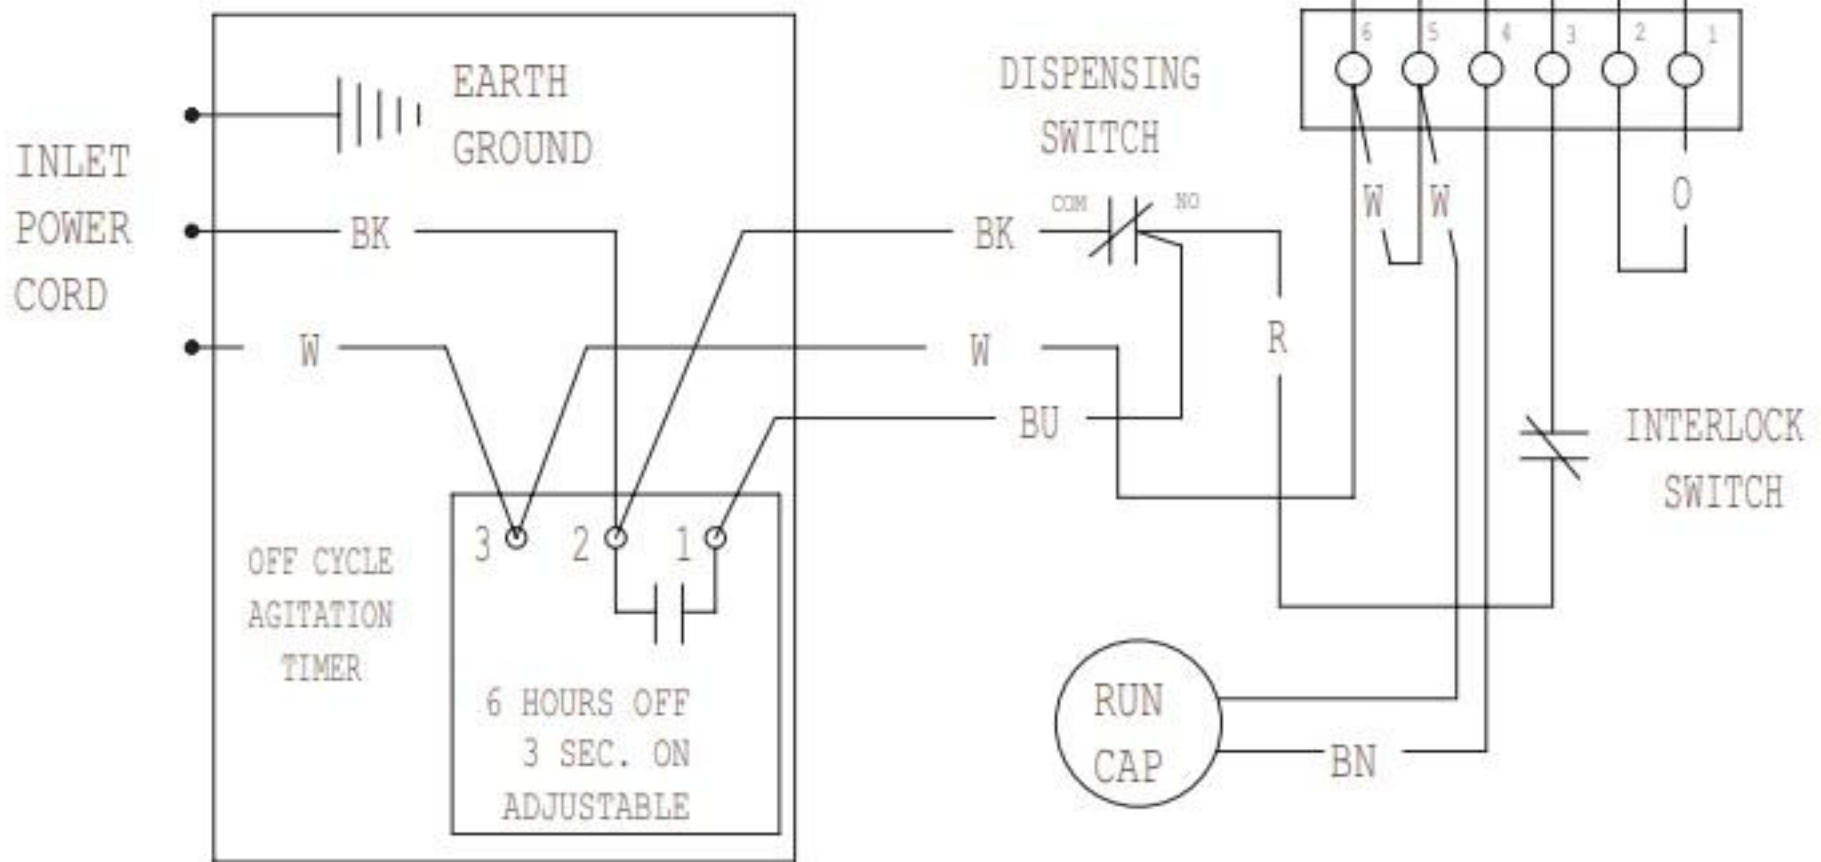 INLET
POWER
CORD
EARTH
GROUND
BK
W
OFF CYCLE
AGITATION
TIMER
3 2 1
6 HOURS OFF
3 SEC. ON
ADJUSTABLE
DISPENSING
SWITCH
COM NO
BK
W
BU
R
6 5 4 3 2 1
W W O
INTERLOCK
SWITCH
RUN
CAP
BN